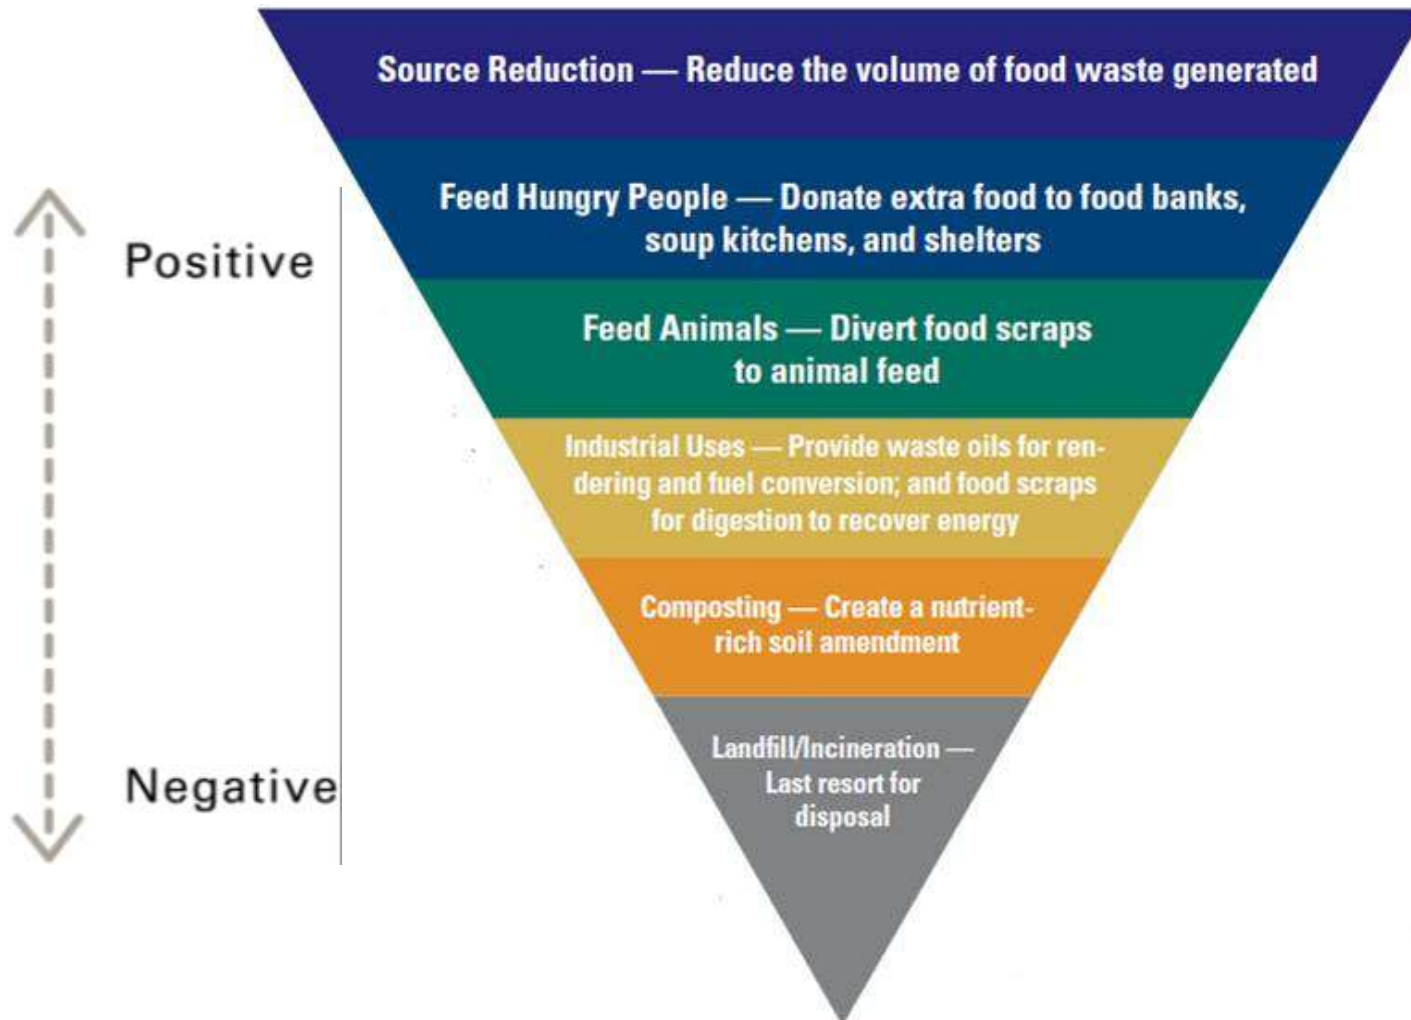 Source Reduction — Reduce the volume of food waste generated
Feed Hungry People — Donate extra food to food banks,
soup kitchens, and shelters
Positive
Feed Animals — Divert food scraps
to animal feed
Industrial Uses — Provide waste oils for ren-
dering and fuel conversion; and food scraps
for digestion to recover energy
Composting — Create a nutrient-
rich soil amendment
Landfill/Incineration —
Last resort for
disposal
Negative